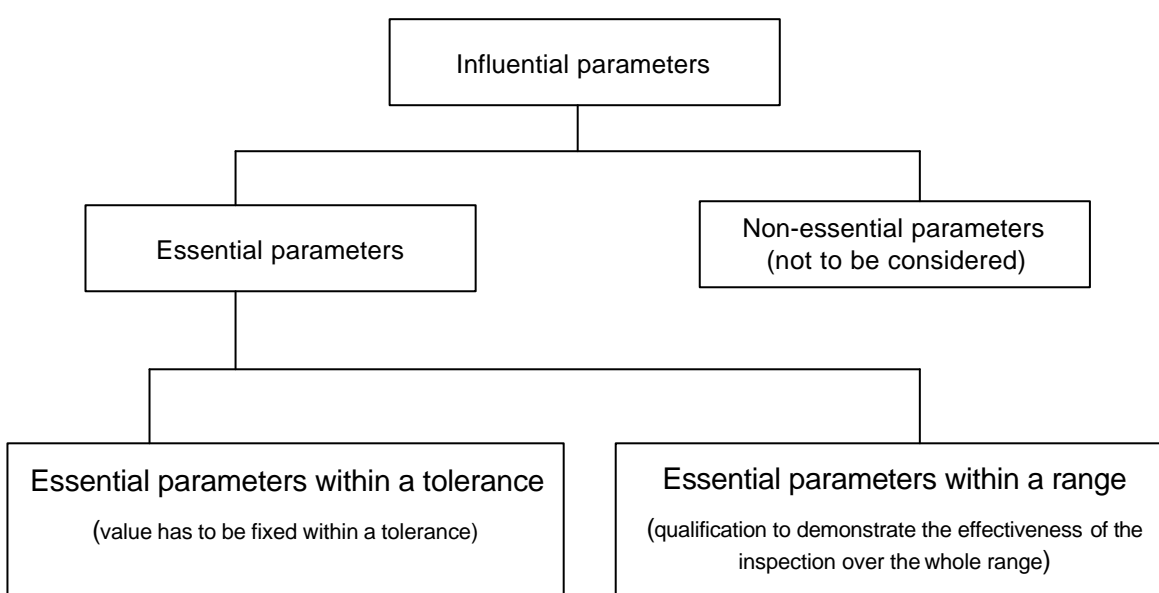 Influential parameters
Essential parameters
Non-essential parameters
(not to be considered)
Essential parameters within a tolerance
(value has to be fixed within a tolerance)
Essential parameters within a range
(qualification to demonstrate the effectiveness of the
inspection over the whole range)